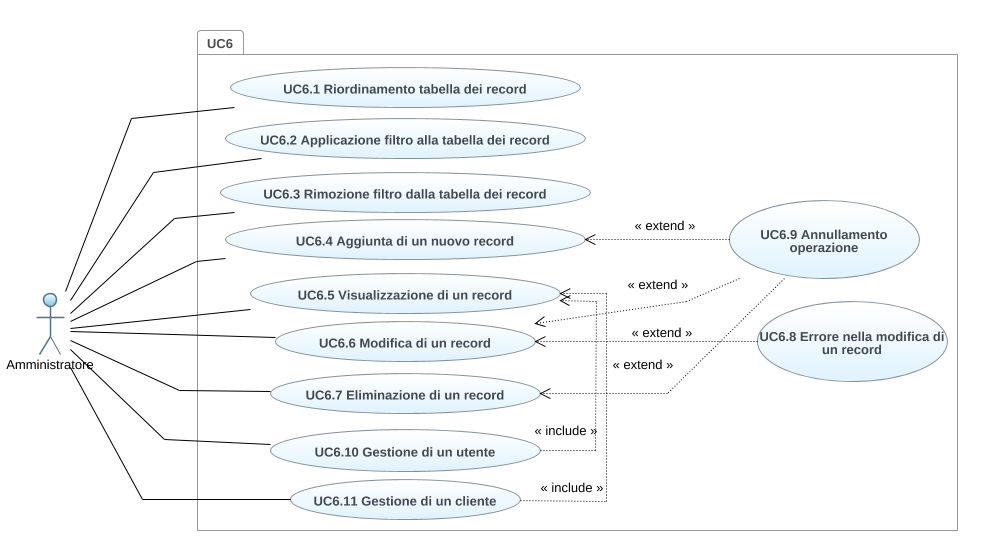 UC6
UC6.1 Riordinamento tabella dei record
UC6.2 Applicazione filtro alla tabella dei record
UC6.3 Rimozione filtro dalla tabella dei record
UC6.4 Aggiunta di un nuovo record
« extend »
UC6.9 Annullamento
operazione
UC6.5 Visualizzazione di un record
« extend »
UC6.6 Modifica di un record
« extend »
UC6.8 Errore nella modifica di
un record
Amministratore
« extend »
UC6.7 Eliminazione di un record
« include »
UC6.10 Gestione di un utente
« include »
UC6.11 Gestione di un cliente